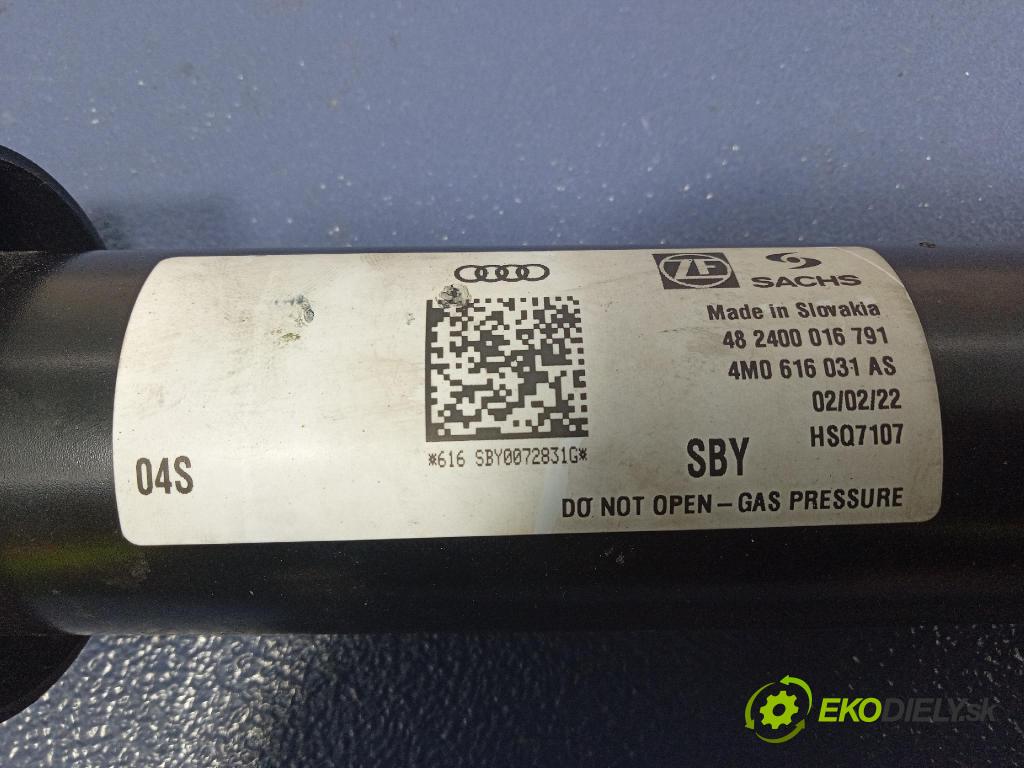 ZF SACHS
Made in Slovakia
48 2400 016 791
4M0 616 031 AS
02/02/22
HSQ7107
*616 SBY0072831G*
SBY
04S
DO NOT OPEN – GAS PRESSURE
EKODIELY.sk